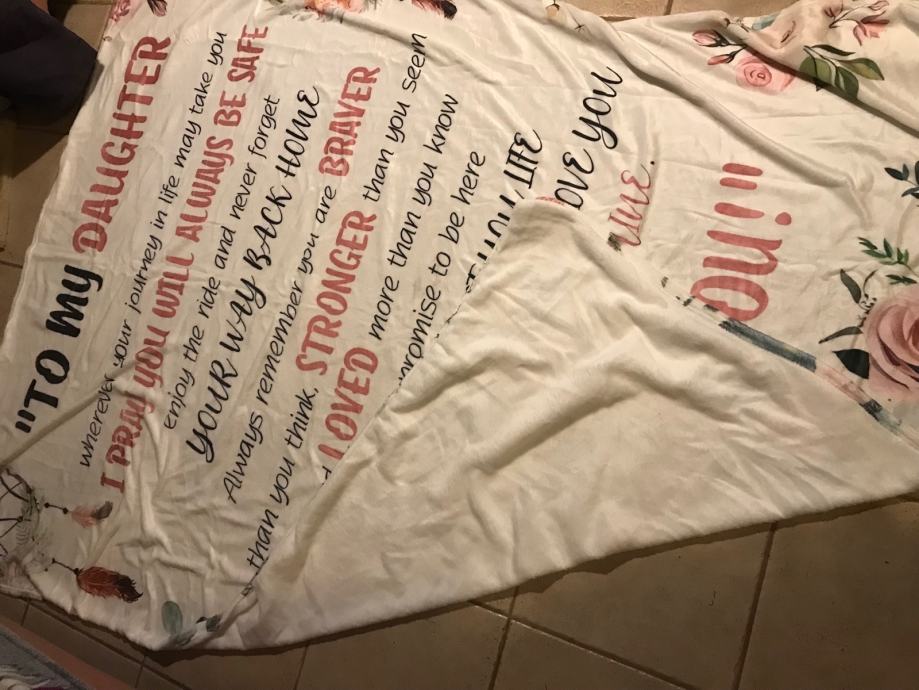 "TO My DAUGHTER
wherever your journey in life may take you
I PRAY YOU WILL ALWAYS BE SAFE
enjoy the ride and never forget
YOUR WAY BACK HOME
Always remember you are BRAVER
than you think, STRONGER than you seem
LOVED more than you know
promise to be here
LIFE
LOVE YOU
OU!"